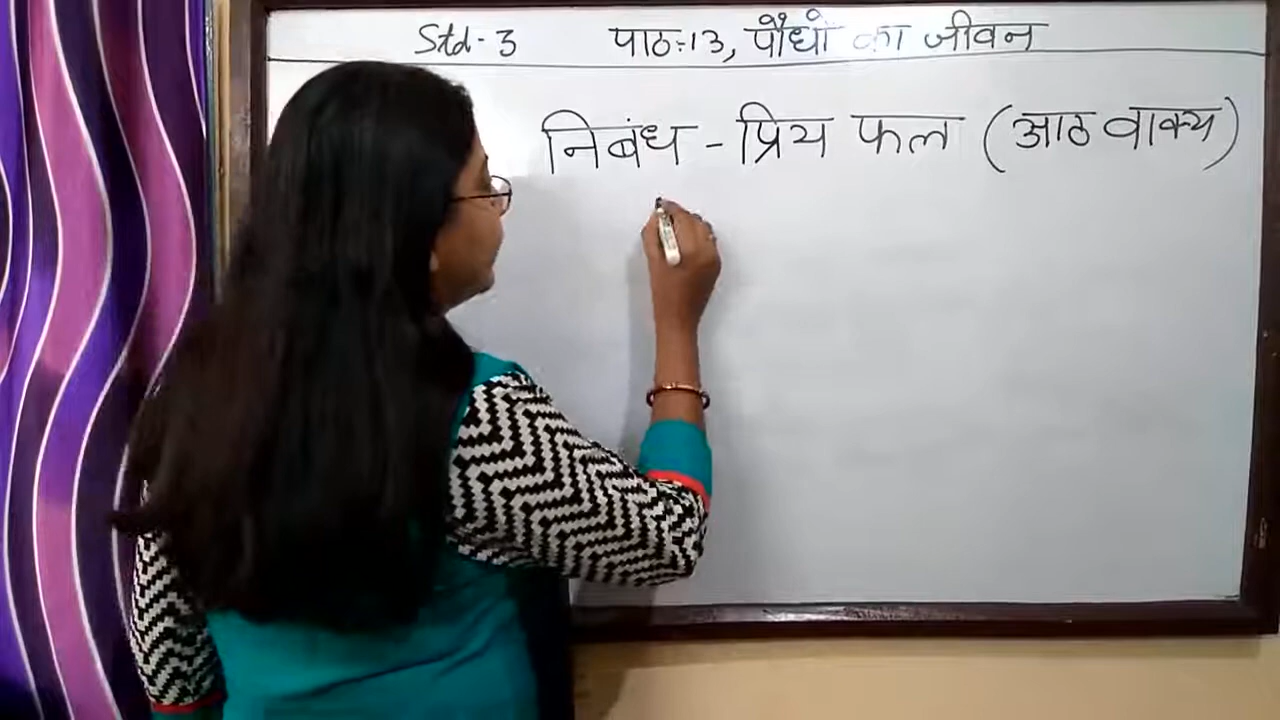 Std-3 पाठ:-13, पौधों का जीवन
निबंध - प्रिय फल (आठ वाक्य)